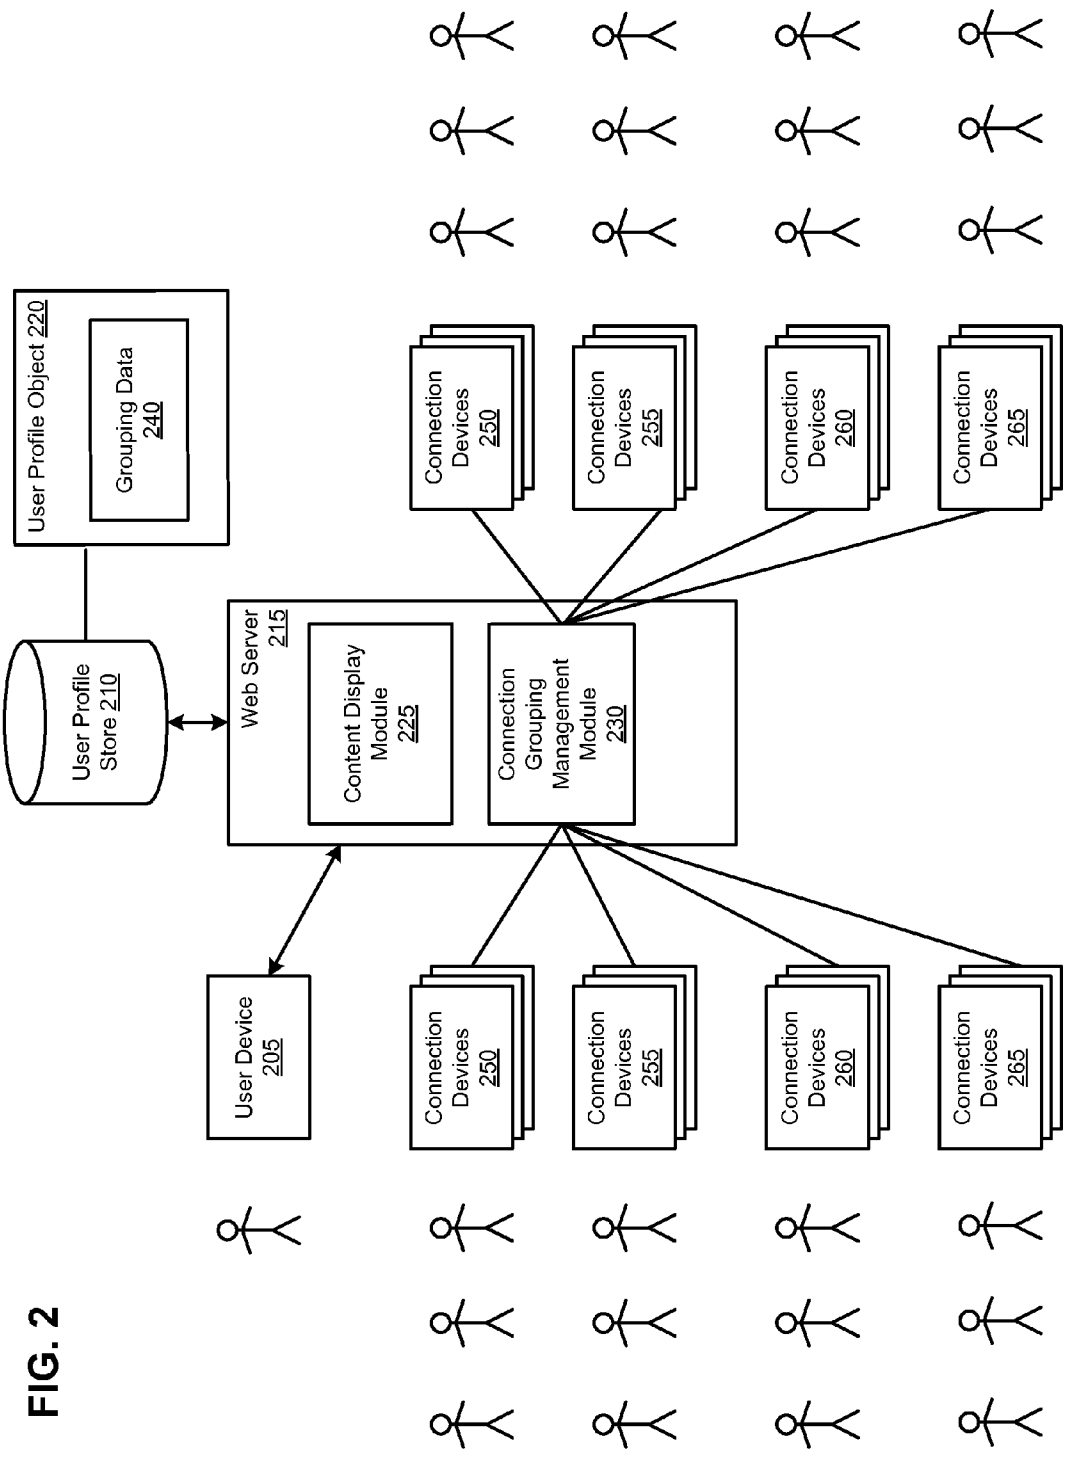 FIG. 2
User Profile
Store 210
User Profile Object 220
Grouping Data
240
User Device
205
Web Server
215
Content Display
Module
225
Connection
Grouping
Management
Module
230
Connection
Devices
250
Connection
Devices
250
Connection
Devices
255
Connection
Devices
255
Connection
Devices
260
Connection
Devices
260
Connection
Devices
265
Connection
Devices
265